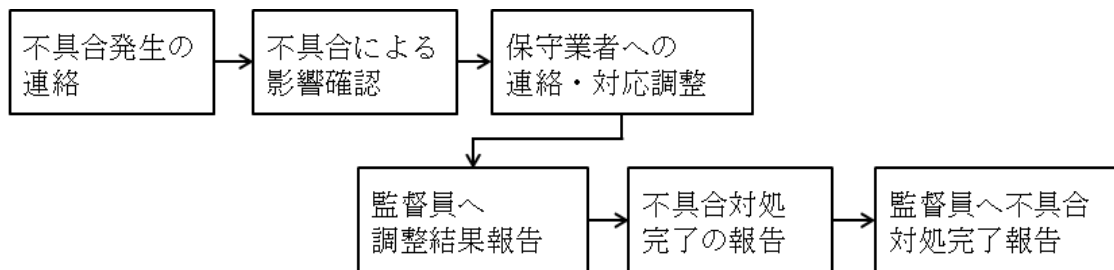 不具合発生の
連絡
不具合による
影響確認
保守業者への
連絡・対応調整
監督員へ
調整結果報告
不具合対処
完了の報告
監督員へ不具合
対処完了報告